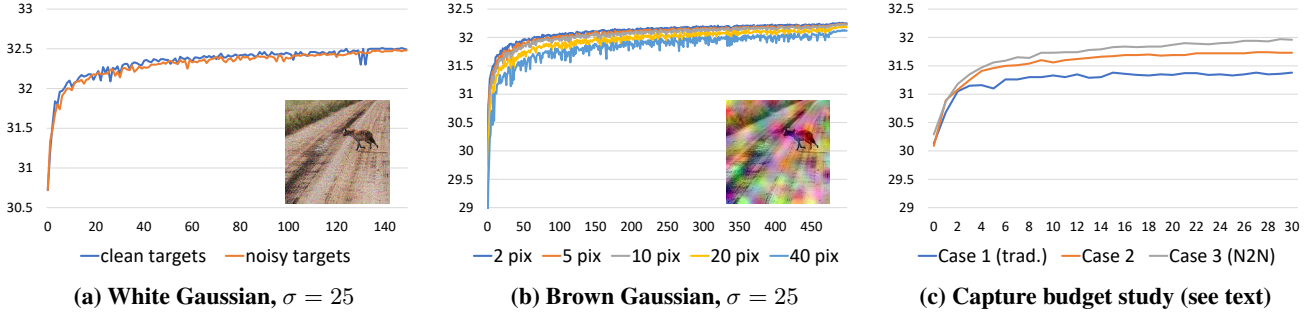 33
32.5
32
31.5
31
30.5
0 20 40 60 80 100 120 140
clean targets noisy targets
(a) White Gaussian, σ = 25
32.5
32
31.5
31
30.5
30
29.5
29
0 50 100 150 200 250 300 350 400 450
2 pix 5 pix 10 pix 20 pix 40 pix
(b) Brown Gaussian, σ = 25
32.5
32
31.5
31
30.5
30
29.5
29
0 2 4 6 8 10 12 14 16 18 20 22 24 26 28 30
Case 1 (trad.) Case 2 Case 3 (N2N)
(c) Capture budget study (see text)